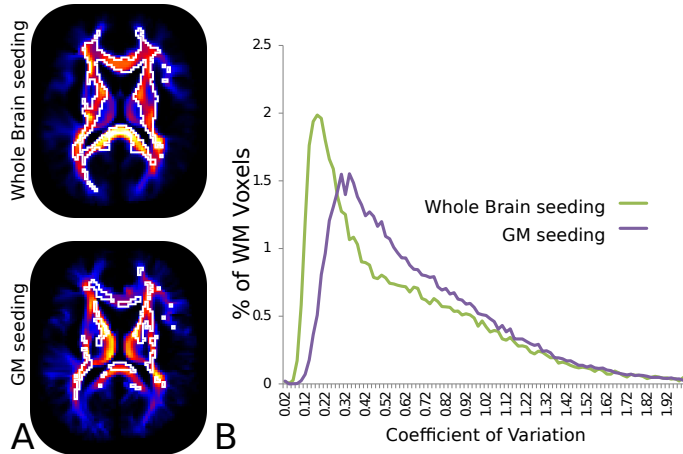 Whole Brain seeding
GM seeding
A
B
% of WM Voxels
2.5
2
1.5
1
0.5
0
Whole Brain seeding
GM seeding
0.02 0.12 0.22 0.32 0.42 0.52 0.62 0.72 0.82 0.92 1.02 1.12 1.22 1.32 1.42 1.52 1.62 1.72 1.82 1.92
Coefficient of Variation